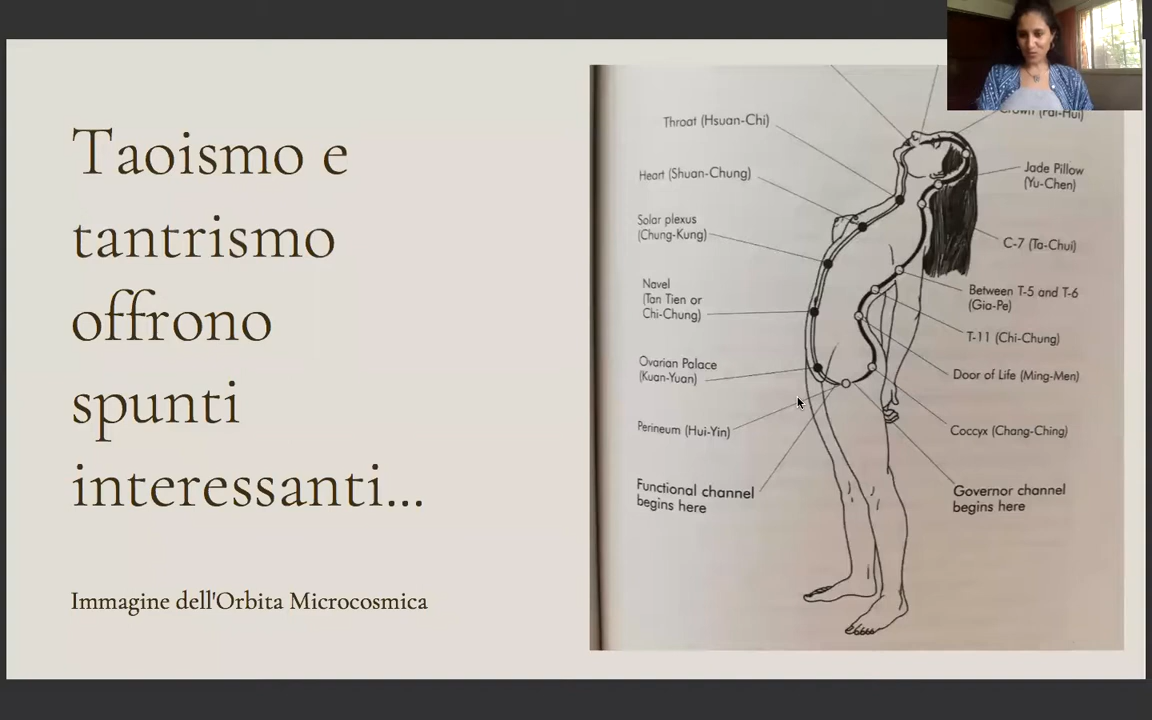 Taoismo e
tantrismo
offrono
spunti
interessanti...
Immagine dell'Orbita Microcosmica
Throat (Hsuan-Chi)
Heart (Shuan-Chung)
Solar plexus
(Chung-Kung)
Navel
(Tan Tien or
Chi-Chung)
Ovarian Palace
(Kuan-Yuan)
Perineum (Hui-Yin)
Functional channel
begins here
Crown (Pai-Hui)
Jade Pillow
(Yu-Chen)
C-7 (Ta-Chui)
Between T-5 and T-6
(Gia-Pe)
T-11 (Chi-Chung)
Door of Life (Ming-Men)
Coccyx (Chang-Ching)
Governor channel
begins here